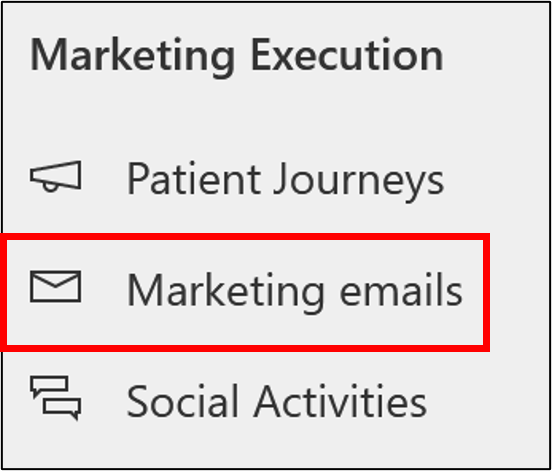 Marketing Execution
Patient Journeys
Marketing emails
Social Activities